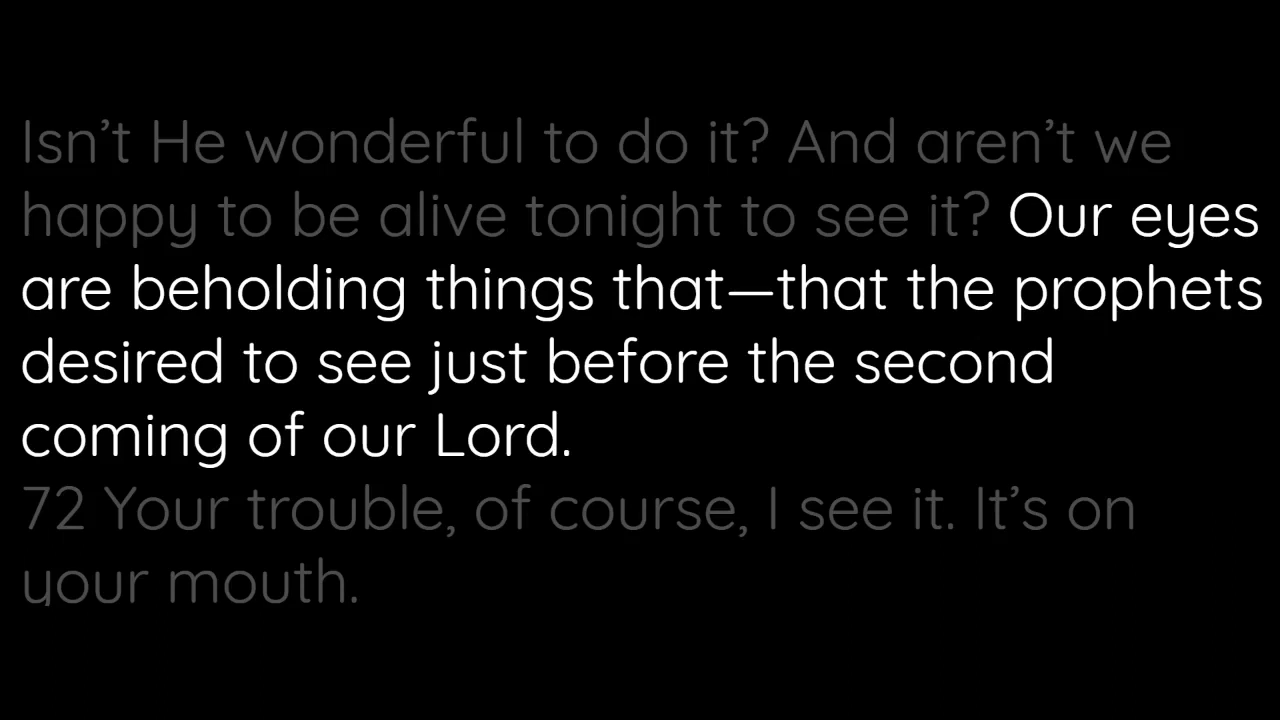 Isn’t He wonderful to do it? And aren’t we
happy to be alive tonight to see it? Our eyes
are beholding things that—that the prophets
desired to see just before the second
coming of our Lord.
72 Your trouble, of course, I see it. It’s on
your mouth.